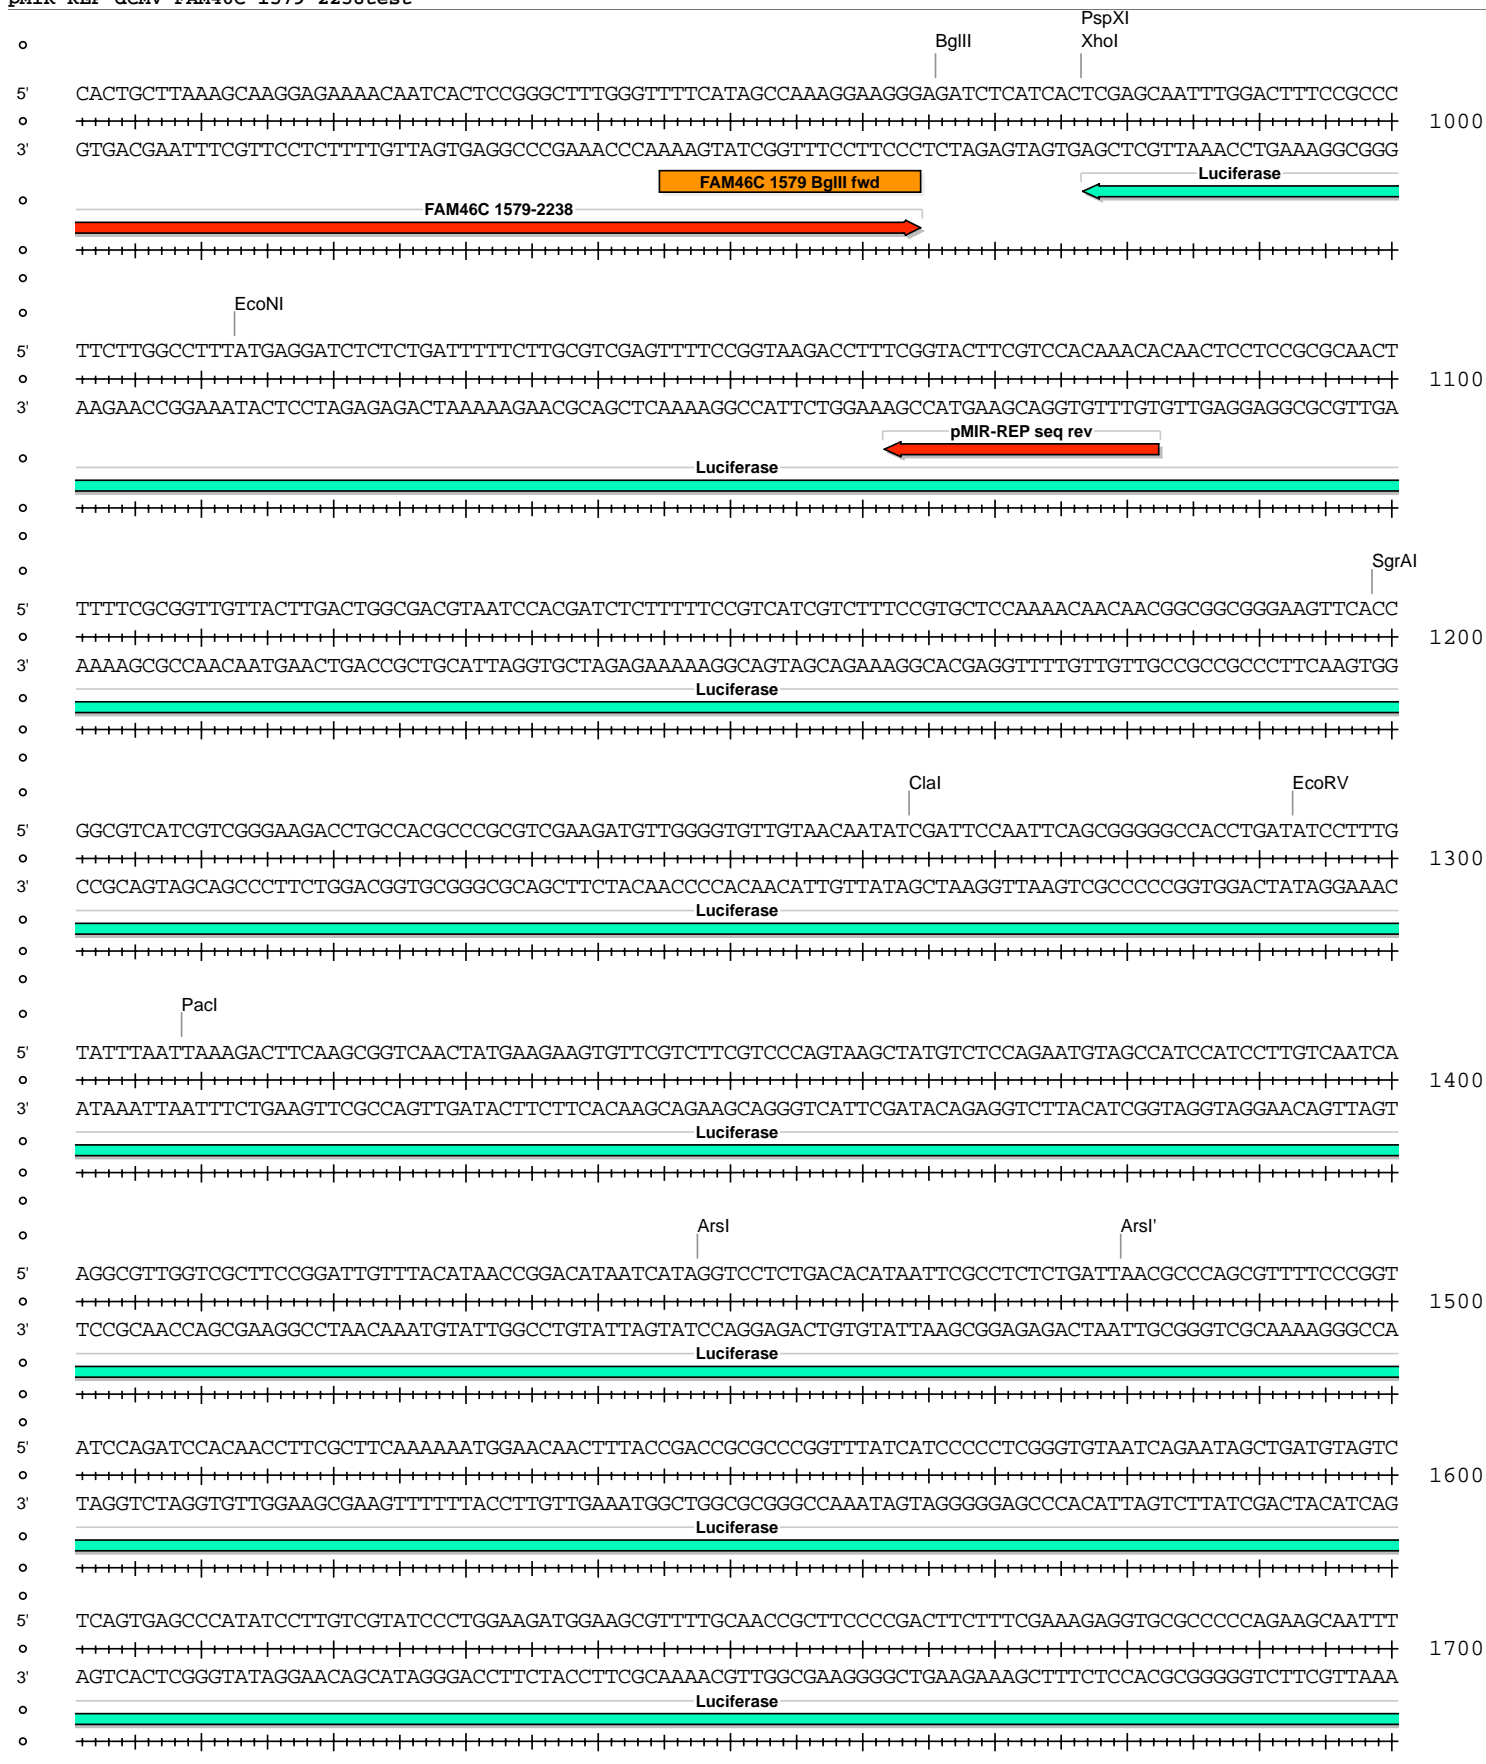 PspXI
BglII XhoI
5' CACTGCTTAAAGCAAGGAGAAAACAATCACTCCGGGCTTTGGGTTTTCATAGCCAAAGGAAGGGAGATCTCATCACTCGAGCAATTTGGACTTTCCGCCC
1000
3' GTGACGAATTTCGTTCCTCTTTTGTTAGTGAGGCCCGAAACCCAAAAGTATCGGTTTCCTTCCCTCTAGAGTAGTGAGCTCGTTAAACCTGAAAGGCGGG
FAM46C 1579 BglII fwd Luciferase
FAM46C 1579-2238
EcoNI
5' TTCTTGGCCTTTATGAGGATCTCTCTGATTTTTCTTGCGTCGAGTTTTCCGGTAAGACCTTTCGGTACTTCGTCCACAAACACAACTCCTCCGCGCAACT
1100
3' AAGAACCGGAAATACTCCTAGAGAGACTAAAAAGAACGCAGCTCAAAAGGCCATTCTGGAAAGCCATGAAGCAGGTGTTTGTGTTGAGGAGGCGCGTTGA
pMIR-REP seq rev
Luciferase
SgrAI
5' TTTTCGCGGTTGTTACTTGACTGGCGACGTAATCCACGATCTCTTTTTCCGTCATCGTCTTTCCGTGCTCCAAAACAACAACGGCGGCGGGAAGTTCACC
1200
3' AAAAGCGCCAACAATGAACTGACCGCTGCATTAGGTGCTAGAGAAAAAGGCAGTAGCAGAAAGGCACGAGGTTTTGTTGTTGCCGCCGCCCTTCAAGTGG
Luciferase
ClaI EcoRV
5' GGCGTCATCGTCGGGAAGACCTGCCACGCCCGCGTCGAAGATGTTGGGGTGTTGTAACAATATCGATTCCAATTCAGCGGGGGCCACCTGATATCCTTTG
1300
3' CCGCAGTAGCAGCCCTTCTGGACGGTGCGGGCGCAGCTTCTACAACCCCACAACATTGTTATAGCTAAGGTTAAGTCGCCCCCGGTGGACTATAGGAAAC
Luciferase
PacI
5' TATTTAATTAAAGACTTCAAGCGGTCAACTATGAAGAAGTGTTCGTCTTCGTCCCAGTAAGCTATGTCTCCAGAATGTAGCCATCCATCCTTGTCAATCA
1400
3' ATAAATTAATTTCTGAAGTTCGCCAGTTGATACTTCTTCACAAGCAGAAGCAGGGTCATTCGATACAGAGGTCTTACATCGGTAGGTAGGAACAGTTAGT
Luciferase
ArsI ArsI'
5' AGGCGTTGGTCGCTTCCGGATTGTTTACATAACCGGACATAATCATAGGTCCTCTGACACATAATTCGCCTCTCTGATTAACGCCCAGCGTTTTCCCGGT
1500
3' TCCGCAACCAGCGAAGGCCTAACAAATGTATTGGCCTGTATTAGTATCCAGGAGACTGTGTATTAAGCGGAGAGACTAATTGCGGGTCGCAAAAGGGCCA
Luciferase
5' ATCCAGATCCACAACCTTCGCTTCAAAAAATGGAACAACTTTACCGACCGCGCCCGGTTTATCATCCCCCTCGGGTGTAATCAGAATAGCTGATGTAGTC
1600
3' TAGGTCTAGGTGTTGGAAGCGAAGTTTTTTACCTTGTTGAAATGGCTGGCGCGGGCCAAATAGTAGGGGGAGCCCACATTAGTCTTATCGACTACATCAG
Luciferase
5' TCAGTGAGCCCATATCCTTGTCGTATCCCTGGAAGATGGAAGCGTTTTGCAACCGCTTCCCCGACTTCTTTCGAAAGAGGTGCGCCCCCAGAAGCAATTT
1700
3' AGTCACTCGGGTATAGGAACAGCATAGGGACCTTCTACCTTCGCAAAACGTTGGCGAAGGGGCTGAAGAAAGCTTTCTCCACGCGGGGGTCTTCGTTAAA
Luciferase